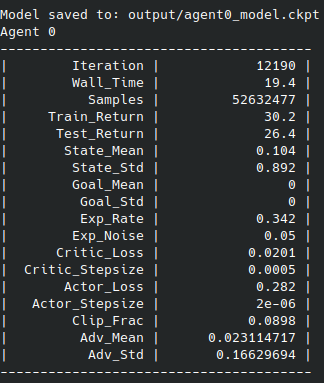 Model saved to: output/agent0_model.ckpt
Agent 0
---------------------------------------
| Iteration | 12190 |
| Wall_Time | 19.4 |
| Samples | 52632477 |
| Train_Return | 30.2 |
| Test_Return | 26.4 |
| State_Mean | 0.104 |
| State_Std | 0.892 |
| Goal_Mean | 0 |
| Goal_Std | 0 |
| Exp_Rate | 0.342 |
| Exp_Noise | 0.05 |
| Critic_Loss | 0.0201 |
| Critic_Stepsize | 0.0005 |
| Actor_Loss | 0.282 |
| Actor_Stepsize | 2e-06 |
| Clip_Frac | 0.0898 |
| Adv_Mean | 0.023114717 |
| Adv_Std | 0.16629694 |
---------------------------------------